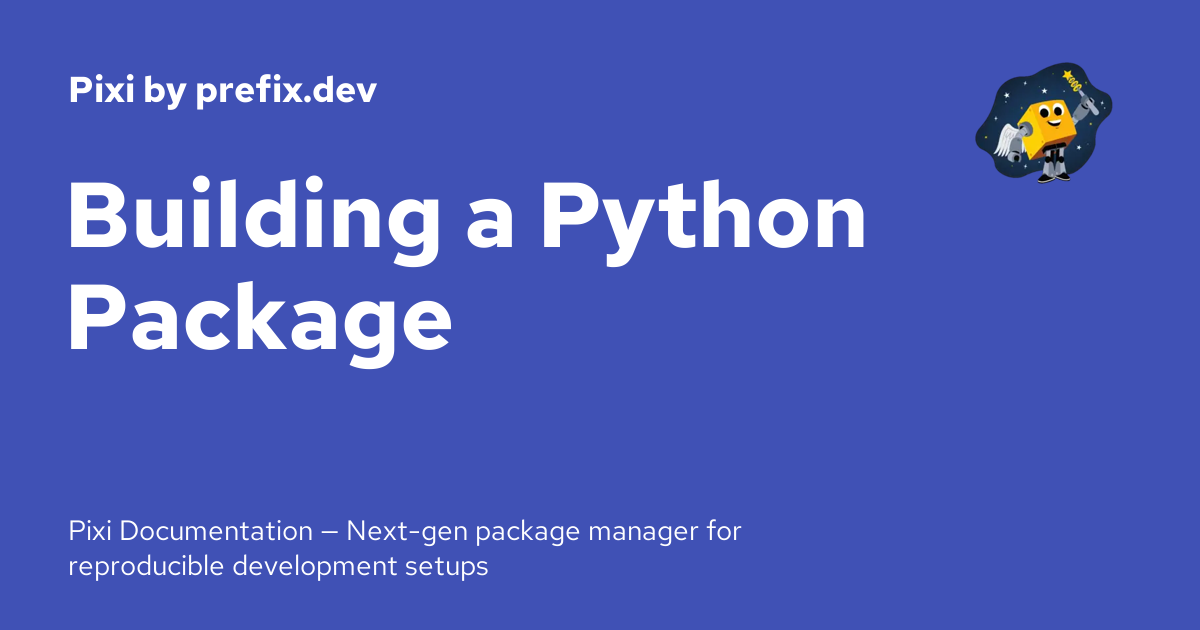 Pixi by prefix.dev
Building a Python
Package
Pixi Documentation — Next-gen package manager for
reproducible development setups